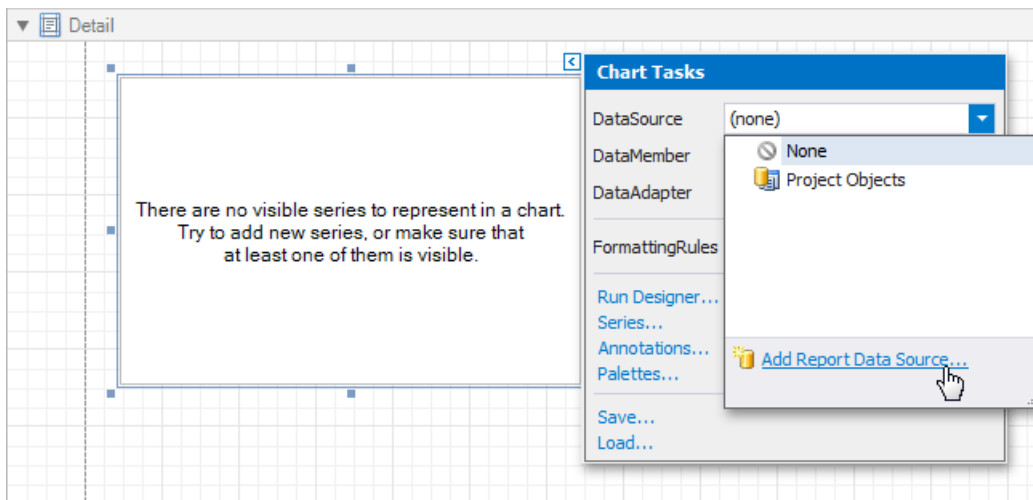 Detail
There are no visible series to represent in a chart.
Try to add new series, or make sure that
at least one of them is visible.
Chart Tasks
DataSource (none)
DataMember
DataAdapter
None
Project Objects
FormattingRules
Run Designer...
Series...
Annotations...
Palettes...
Add Report Data Source...
Save...
Load...